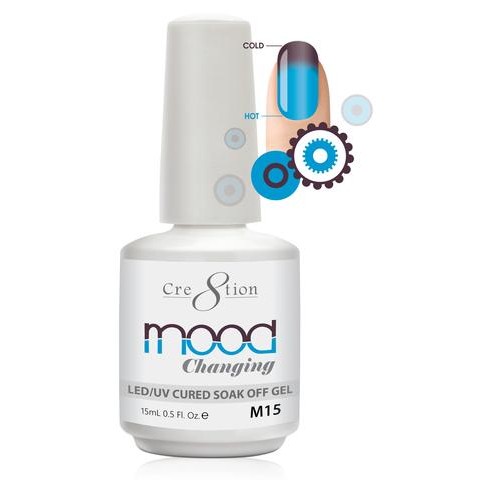 COLD
HOT
Cre8tion
mood
Changing
LED/UV CURED SOAK OFF GEL
15mL 0.5 Fl. Oz.e
M15